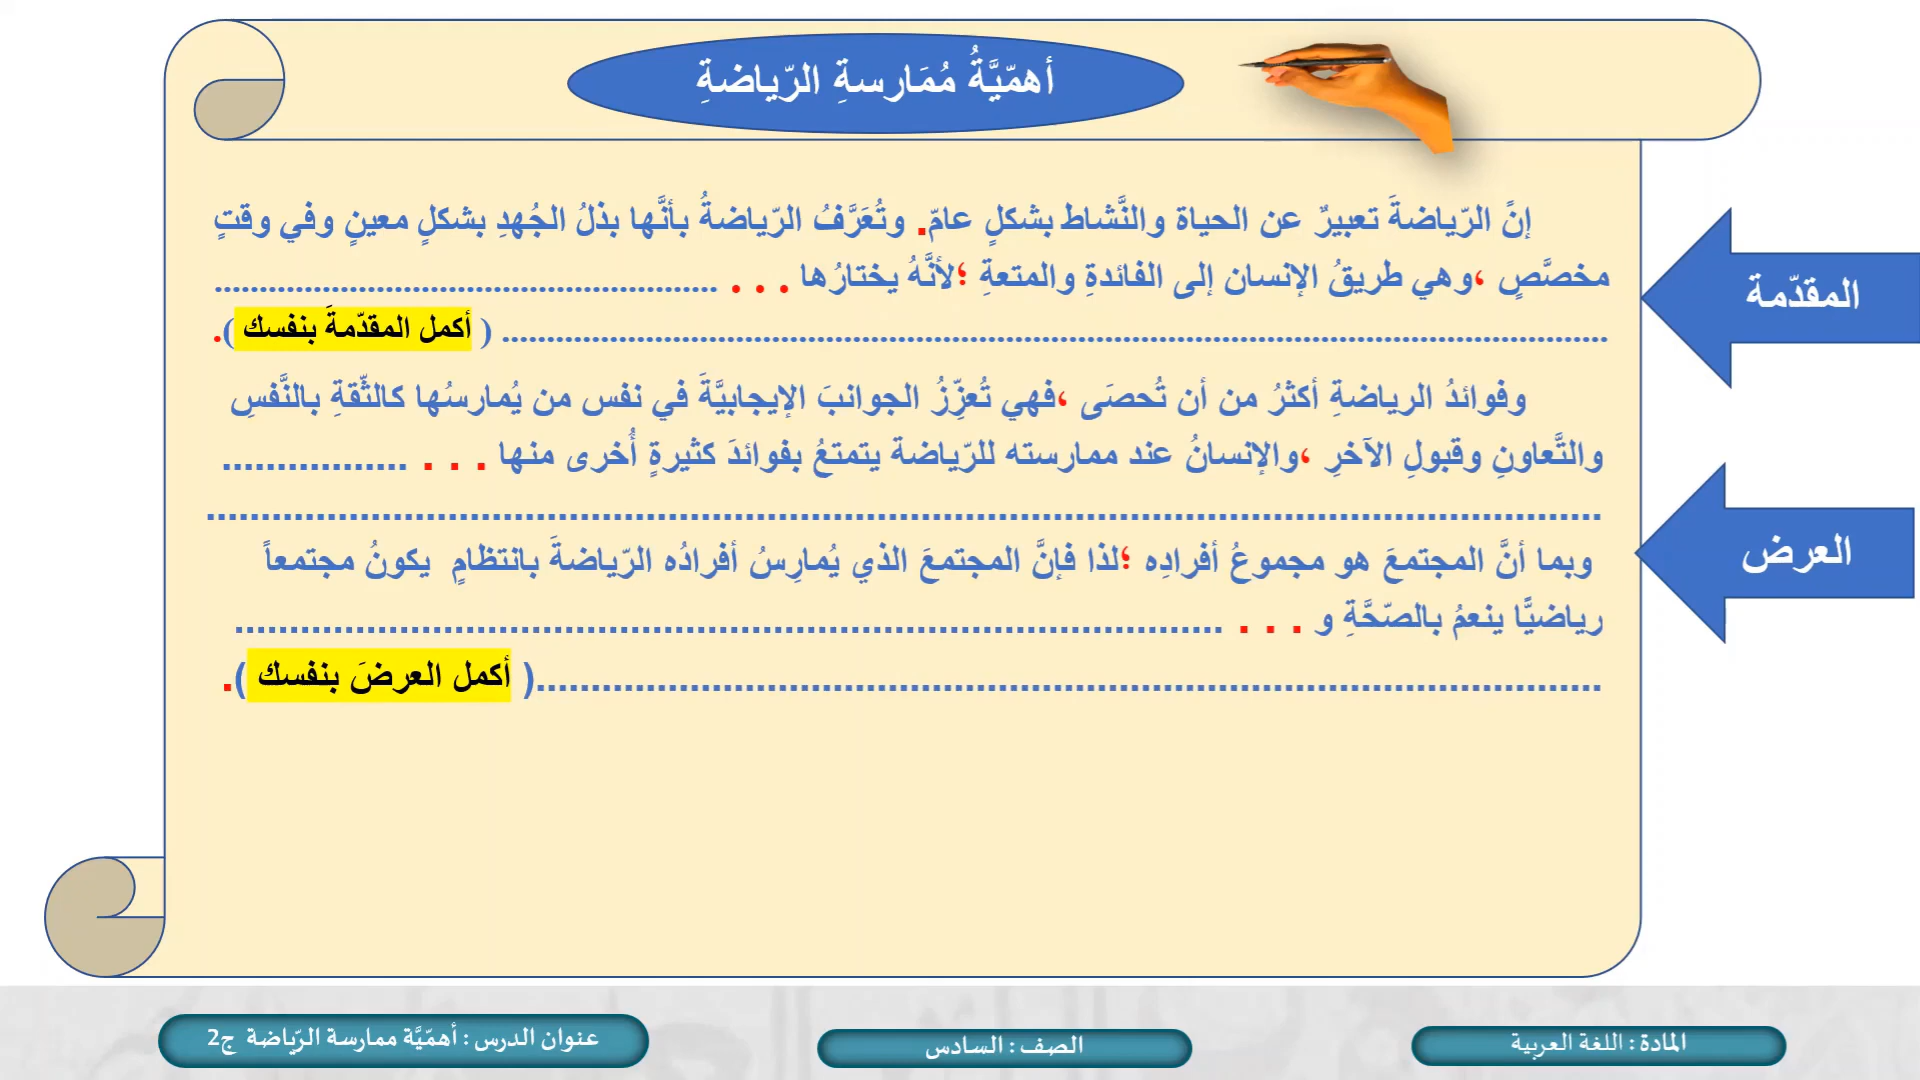 أهمّيَّةُ مُمَارسةِ الرّياضةِ
إنً الرّياضةَ تعبيرٌ عن الحياة والنَّشاط بشكلٍ عامّ. وتُعَرَّفُ الرّياضةُ بأنَّها بذلُ الجُهدِ بشكلٍ معينٍ وفي وقتٍ
مخصَّصٍ ،وهي طريقُ الإنسان إلى الفائدةِ والمتعةِ ؛لأنَّهُ يختارُها . . . ........................................................
........................................................................................................................ ( أكمل المقدّمةَ بنفسك ).
المقدّمة
وفوائدُ الرياضةِ أكثرُ من أن تُحصَى ،فهي تُعزِّزُ الجوانبَ الإيجابيَّةَ في نفس من يُمارسُها كالثّقةِ بالنَّفسِ
والتَّعاونِ وقبولِ الآخرِ ،والإنسانُ عند ممارسته للرّياضة يتمتعُ بفوائدَ كثيرةٍ أُخرى منها . . . .................
................................................................................................................................
وبما أنَّ المجتمعَ هو مجموعُ أفرادِه ؛لذا فإنَّ المجتمعَ الذي يُمارِسُ أفرادُه الرّياضةَ بانتظامٍ يكونُ مجتمعاً
رياضيًّا ينعمُ بالصّحَّةِ و . . . ...........................................................................................
..................................................................................................( أكمل العرضَ بنفسك ).
العرض
المادة : اللغة العربية
الصف : السادس
عنوان الدرس : أهمّيَّة ممارسة الرّياضة ج2